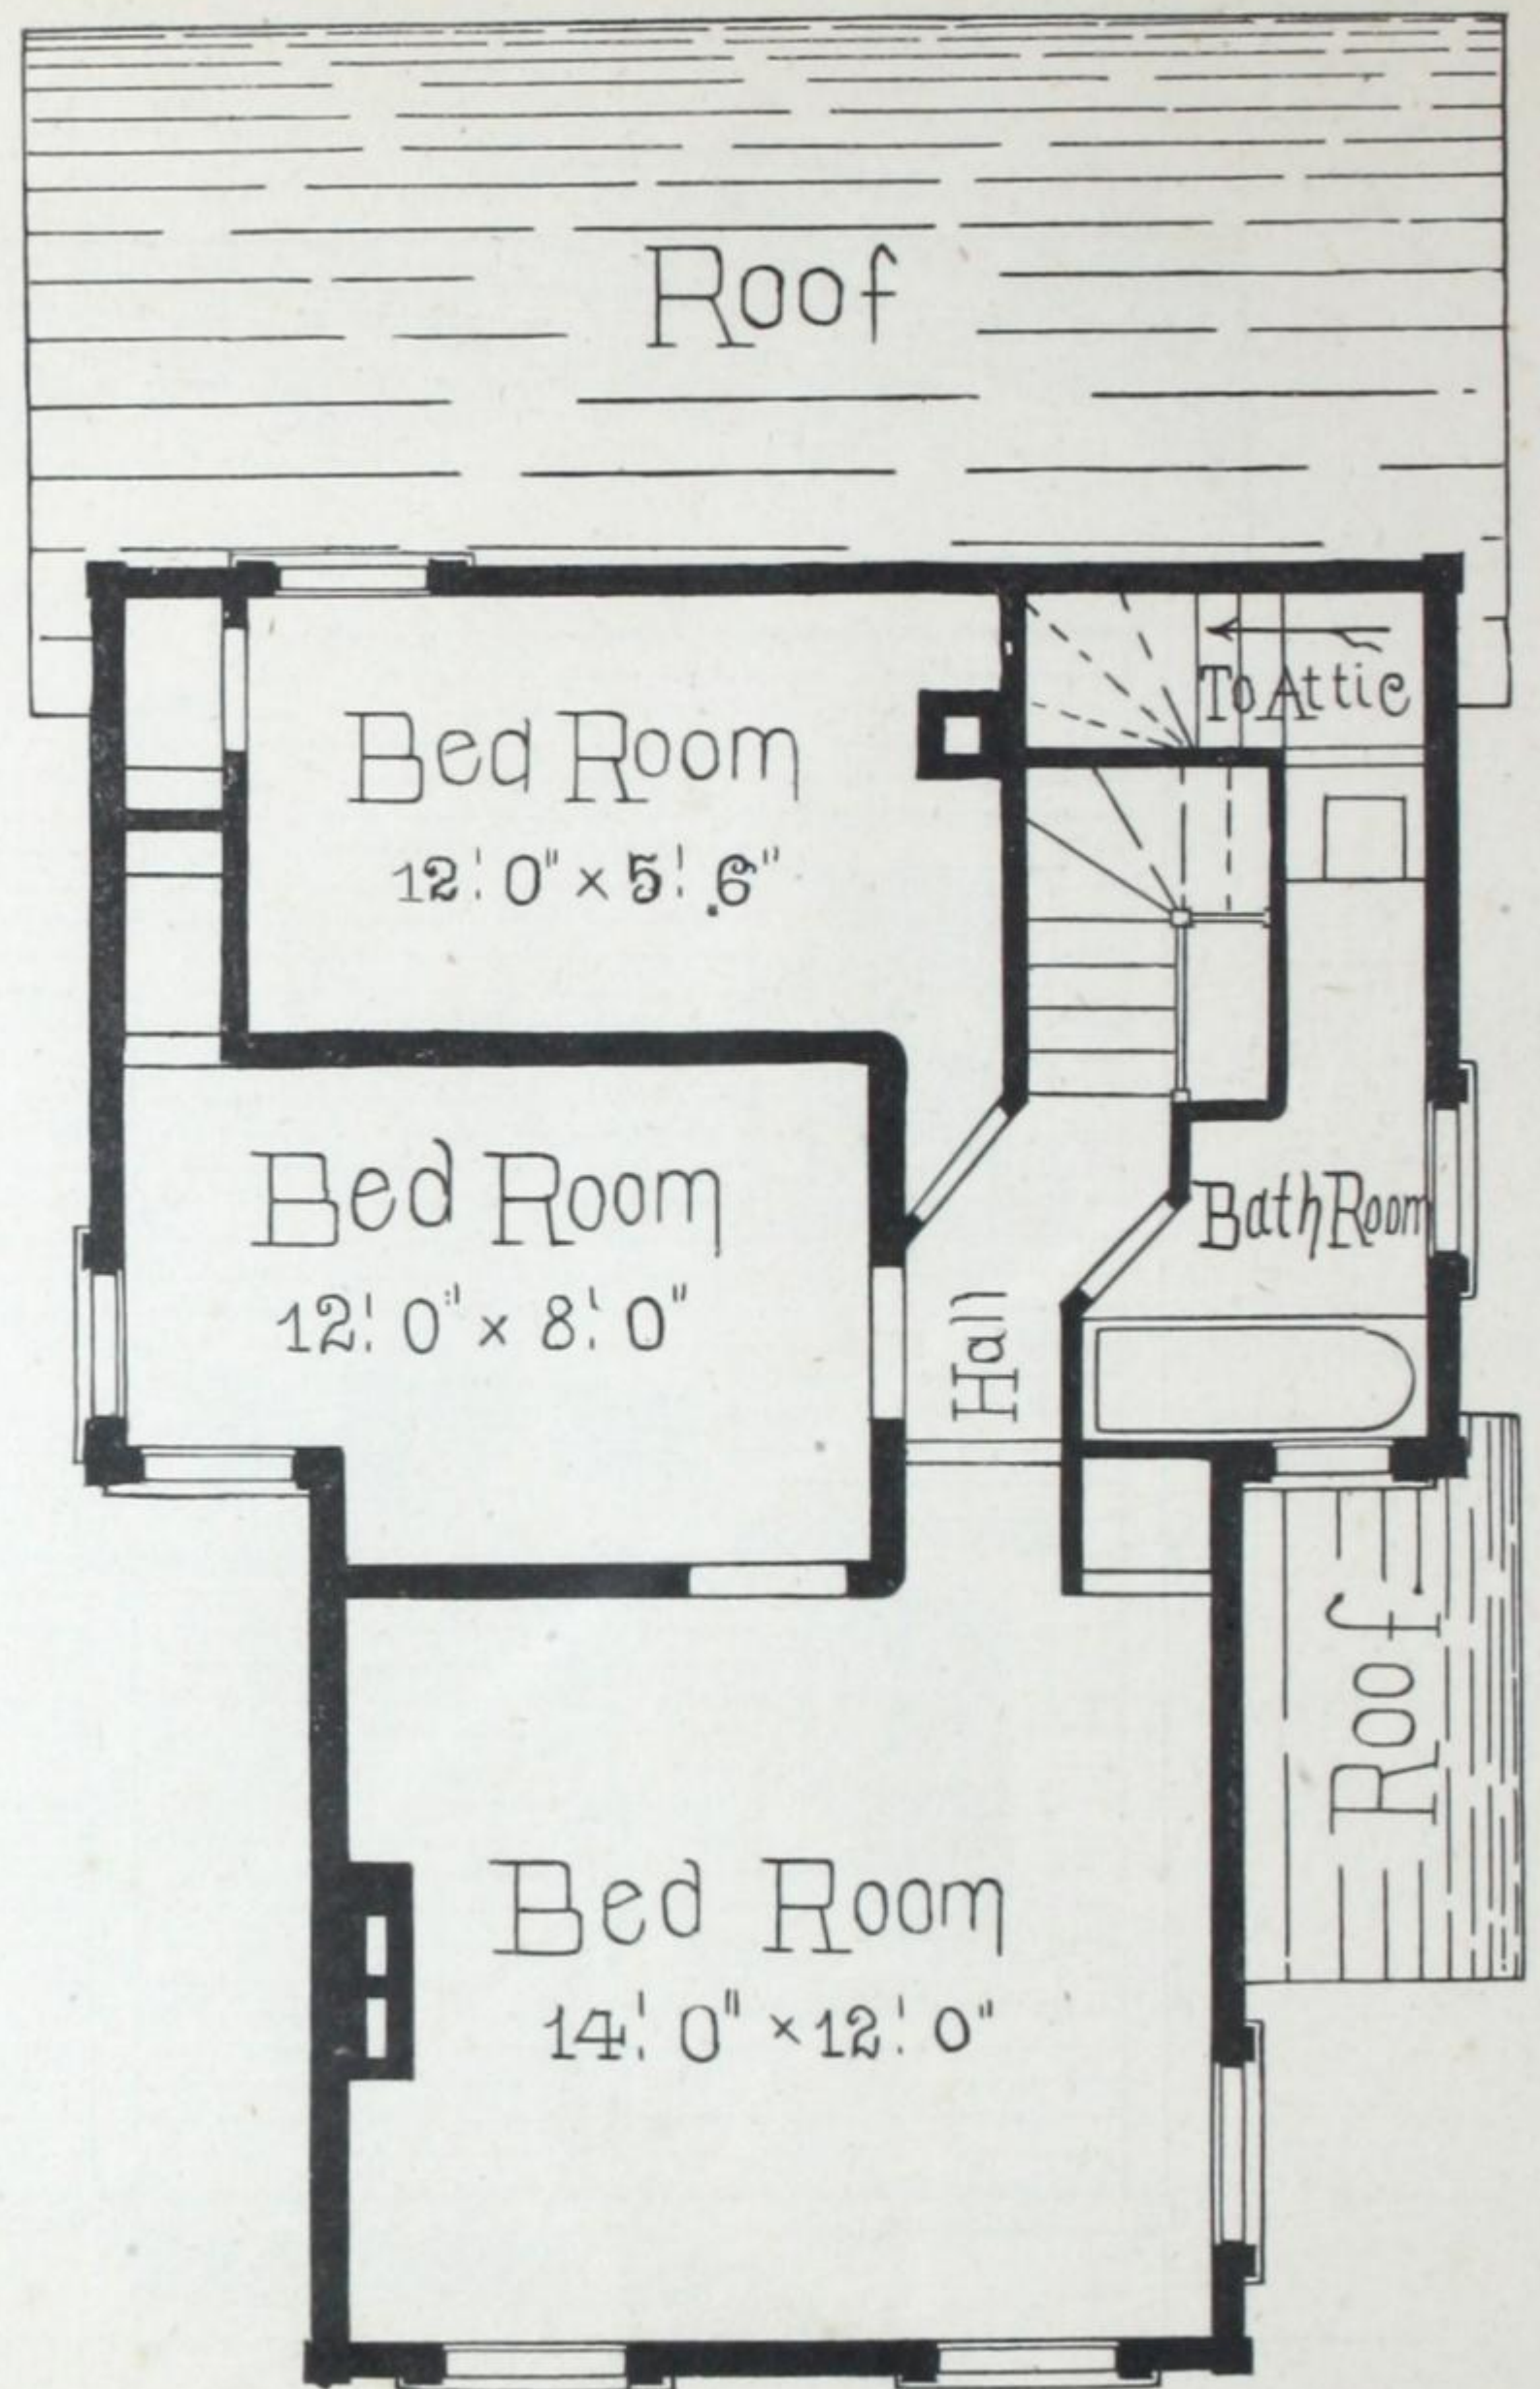 Roof
To Attic
Bed Room
12' 0" x 5' 6"
Bed Room
12' 0" x 8' 0"
Bath Room
Hall
Roof
Bed Room
14' 0" x 12' 0"